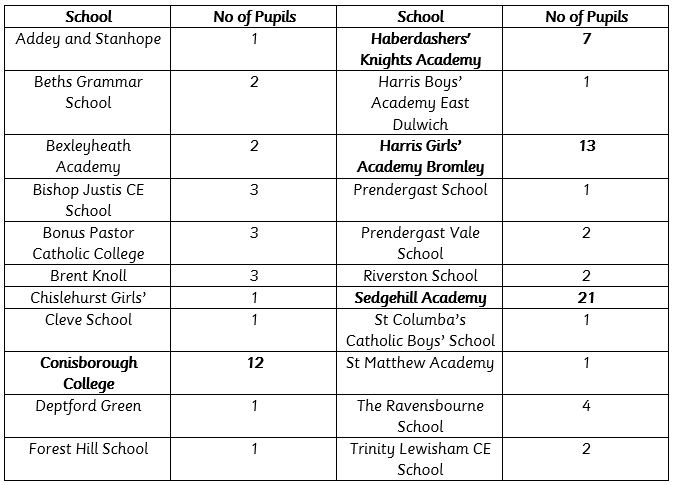 School No of Pupils School No of Pupils
Addey and Stanhope 1 Haberdashers' 7
Knights Academy
Beths Grammar 2 Harris Boys' 1
School Academy East
Dulwich
Bexleyheath 2 Harris Girls' 13
Academy Academy Bromley
Bishop Justis CE 3 Prendergast School 1
School
Bonus Pastor 3 Prendergast Vale 2
Catholic College School
Brent Knoll 3 Riverston School 2
Chislehurst Girls' 1 Sedgehill Academy 21
Cleve School 1 St Columba's 1
Catholic Boys' School
Conisborough 12 St Matthew Academy 1
College
Deptford Green 1 The Ravensbourne 4
School
Forest Hill School 1 Trinity Lewisham CE 2
School